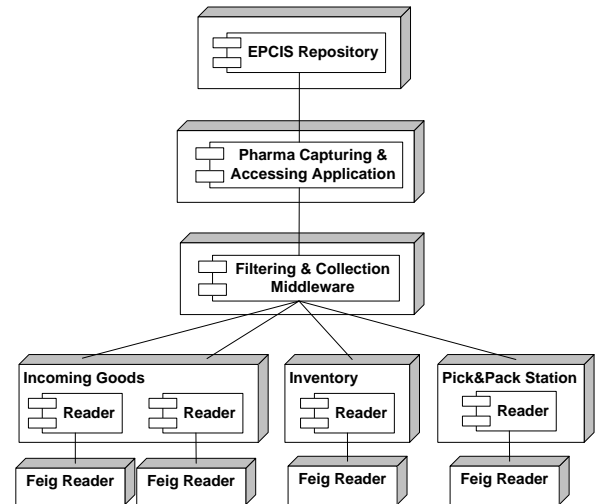 EPCIS Repository
Pharma Capturing &
Accessing Application
Filtering & Collection
Middleware
Incoming Goods
Reader
Reader
Inventory
Reader
Pick&Pack Station
Reader
Feig Reader
Feig Reader
Feig Reader
Feig Reader